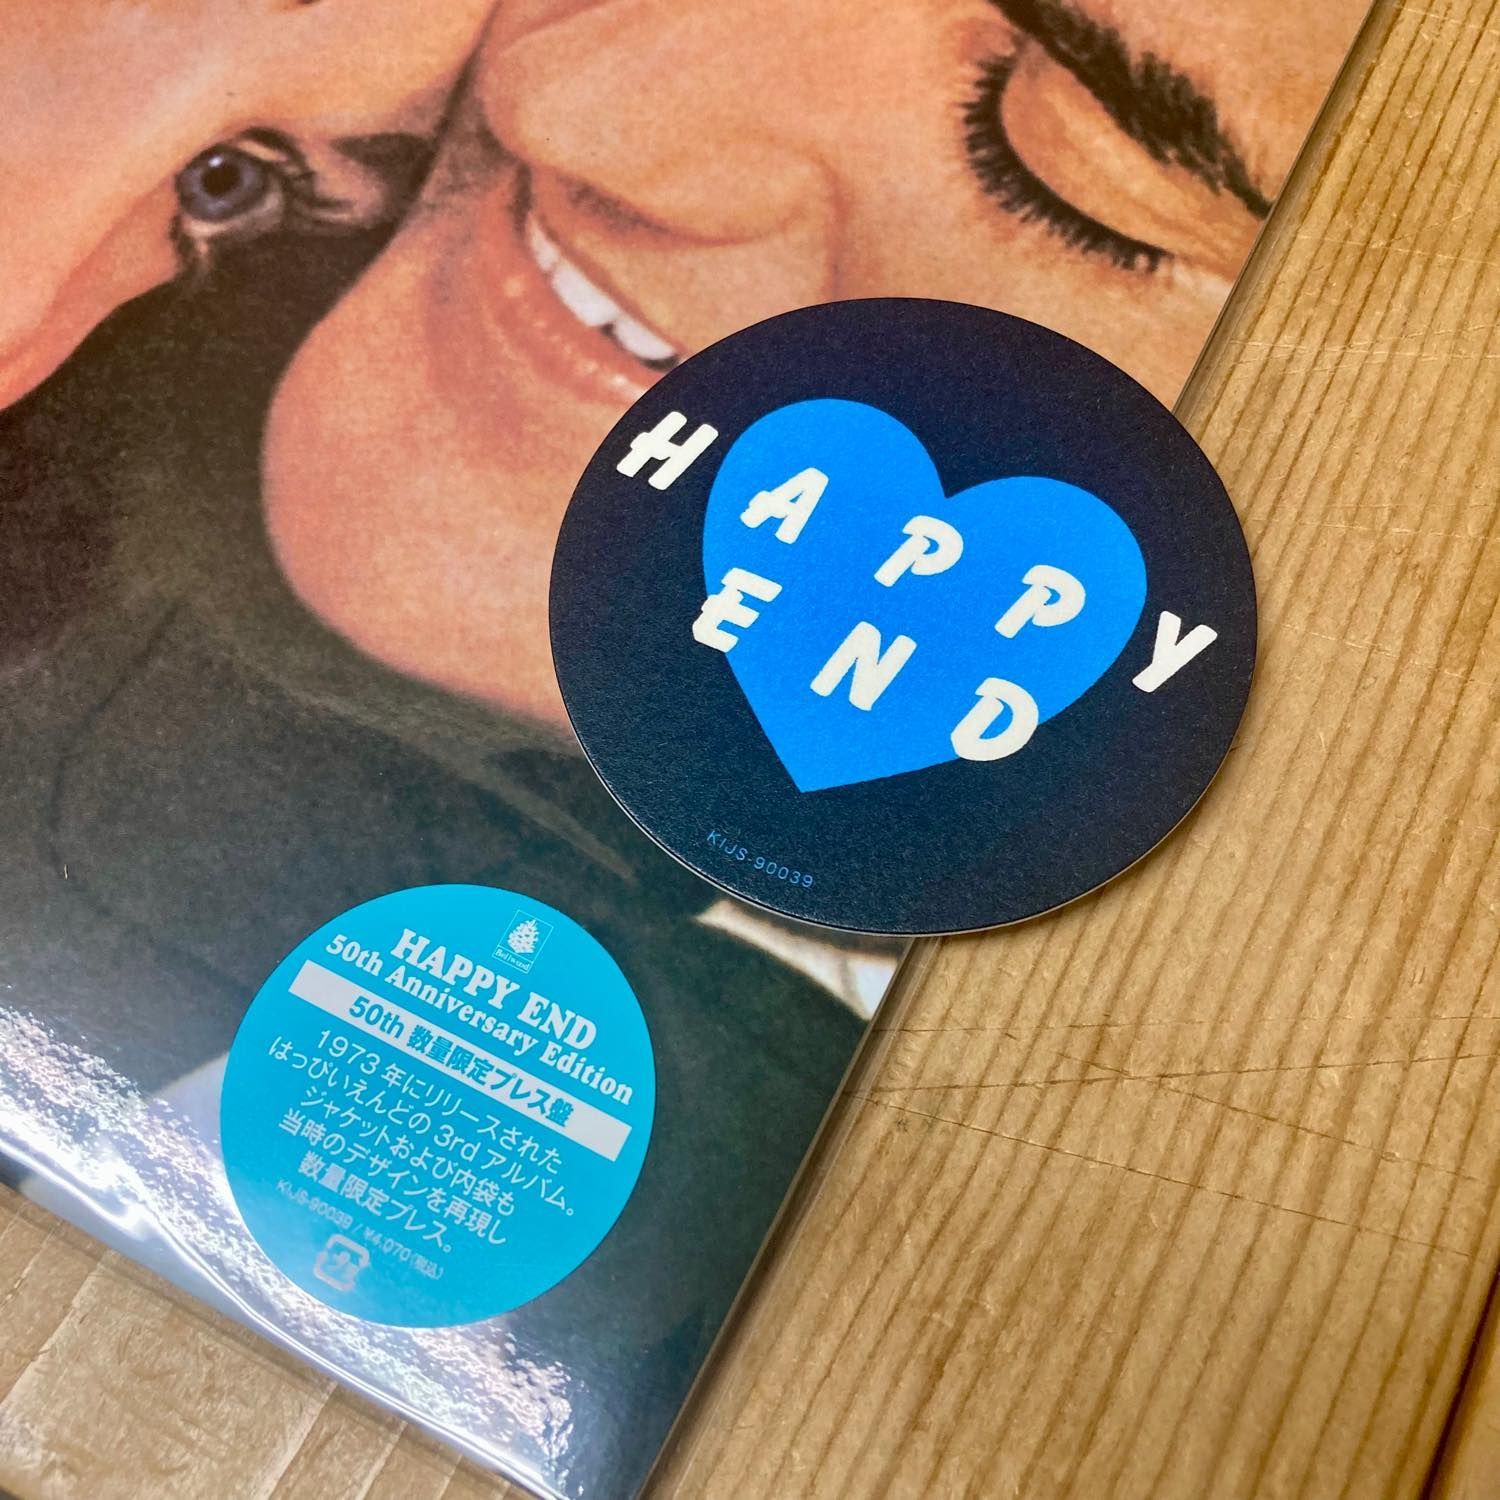 HAPPY
END
KIJS-90039
Bellwood
HAPPY END
50th Anniversary Edition
50th 数量限定プレス盤
1973年にリリースされた
はっぴいえんどの3rdアルバム。
ジャケットおよび内袋も
当時のデザインを再現し
数量限定プレス。
KIJS-90039 / ¥4,070(税込)